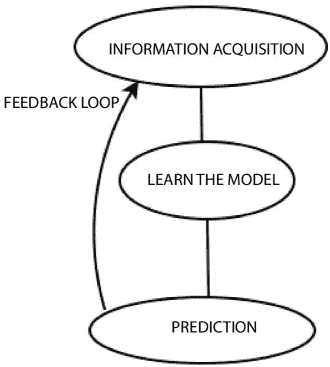 INFORMATION ACQUISITION
FEEDBACK LOOP
LEARN THE MODEL
PREDICTION